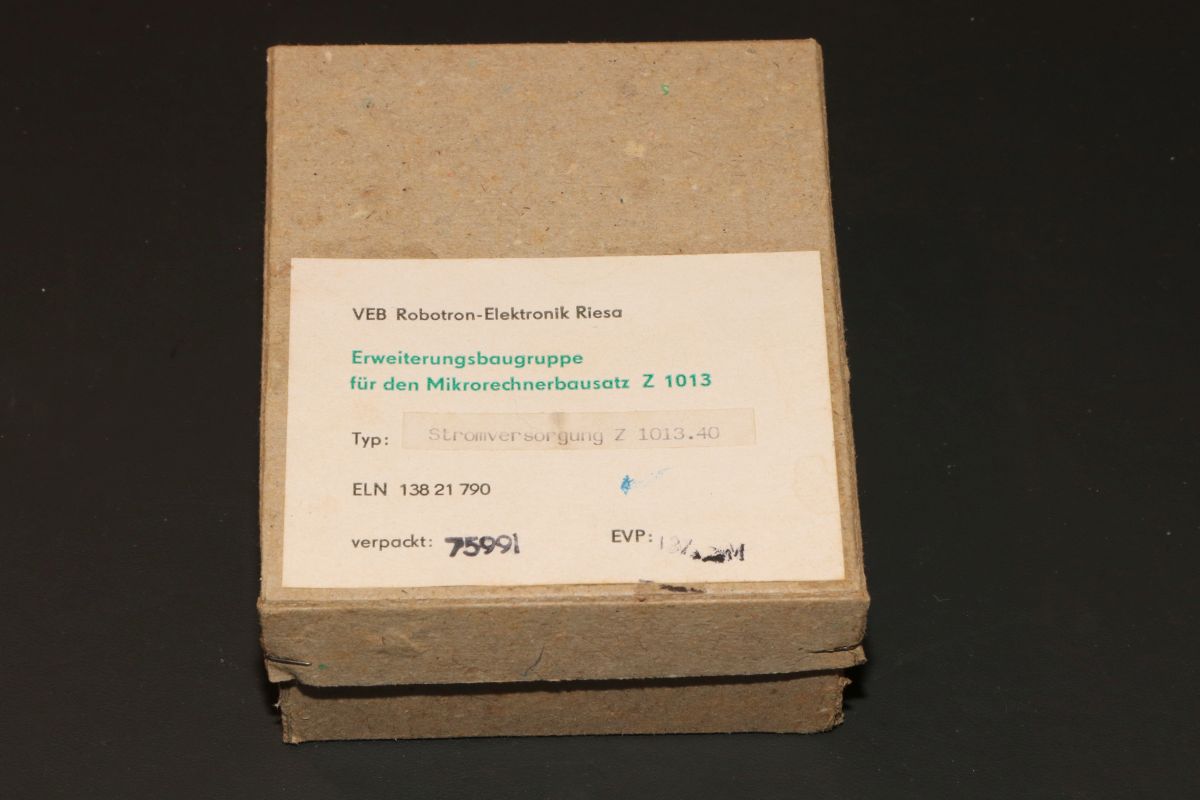 VEB Robotron-Elektronik Riesa
Erweiterungsbaugruppe
für den Mikrorechnerbausatz Z 1013
Typ: Stromversorgung Z 1013.40
ELN 138 21 790
verpackt: 75991
EVP: